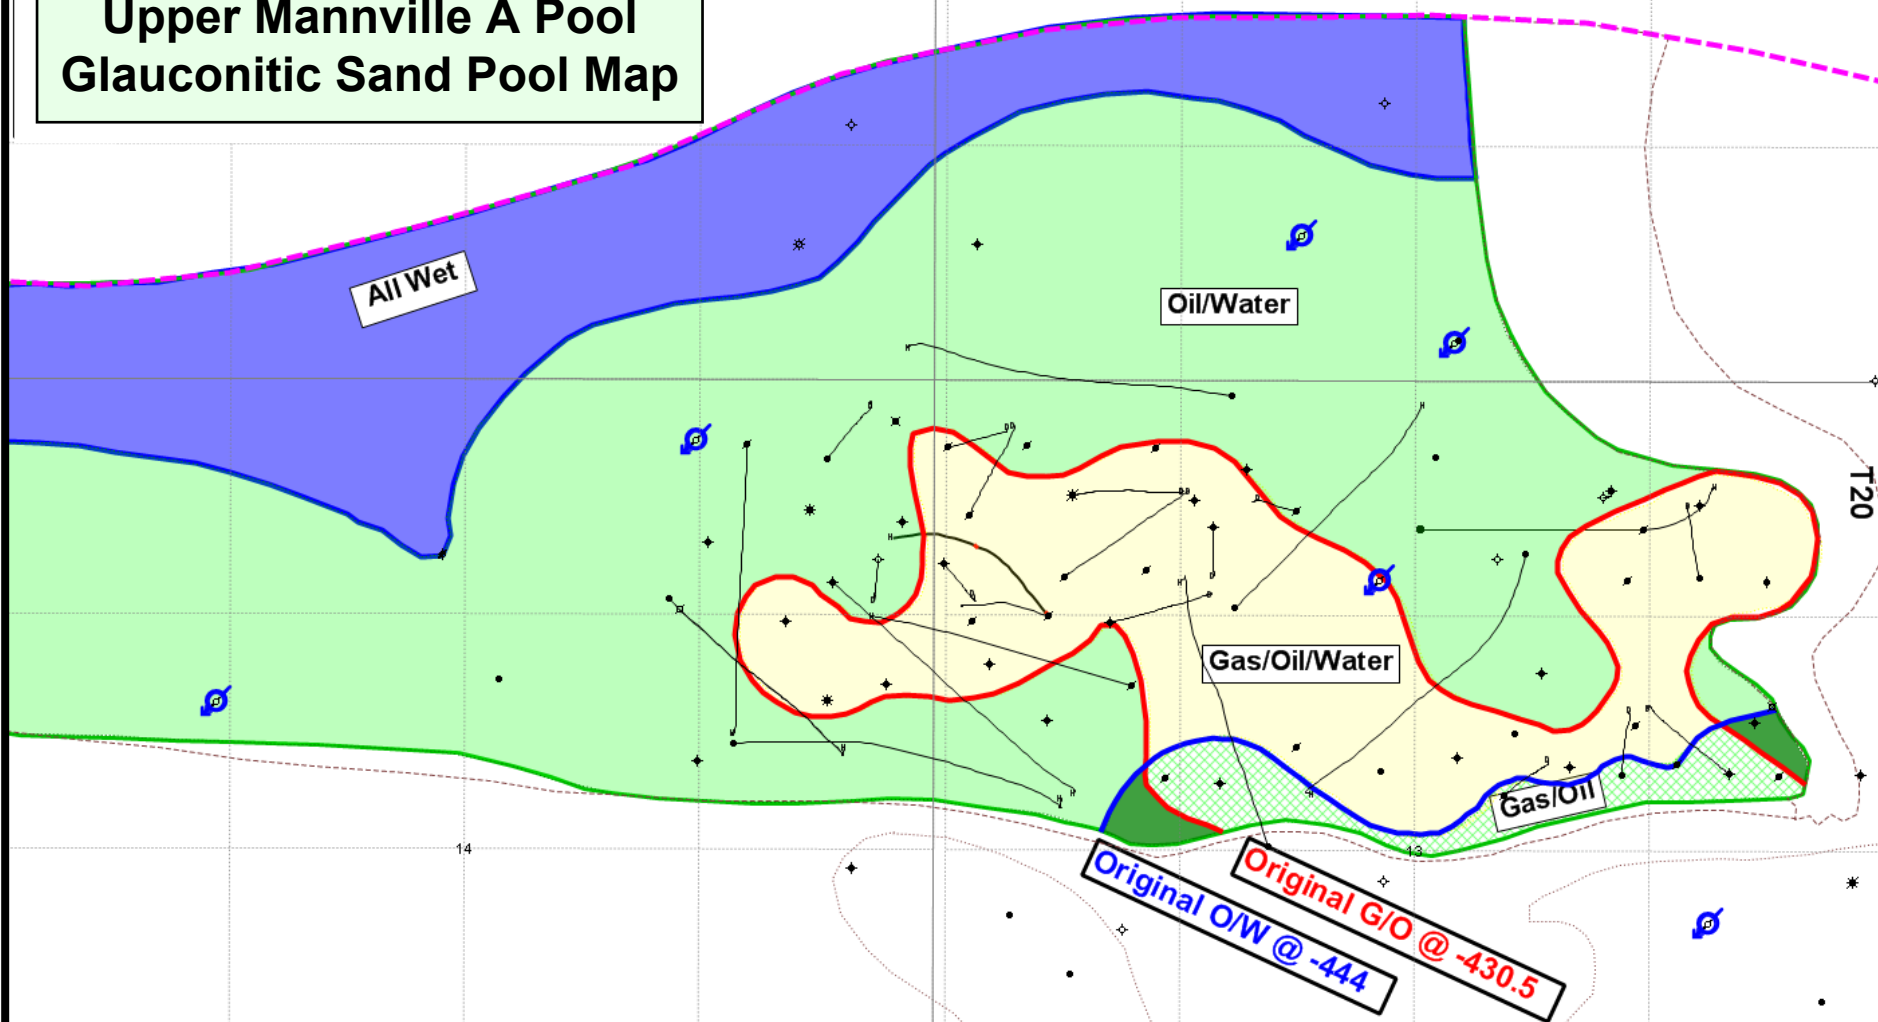 Upper Mannville A Pool
Glauconitic Sand Pool Map
All Wet
Oil/Water
T20
Gas/Oil/Water
Gas/Oil
14
13
Original O/W @ -444
Original G/O @ -430.5